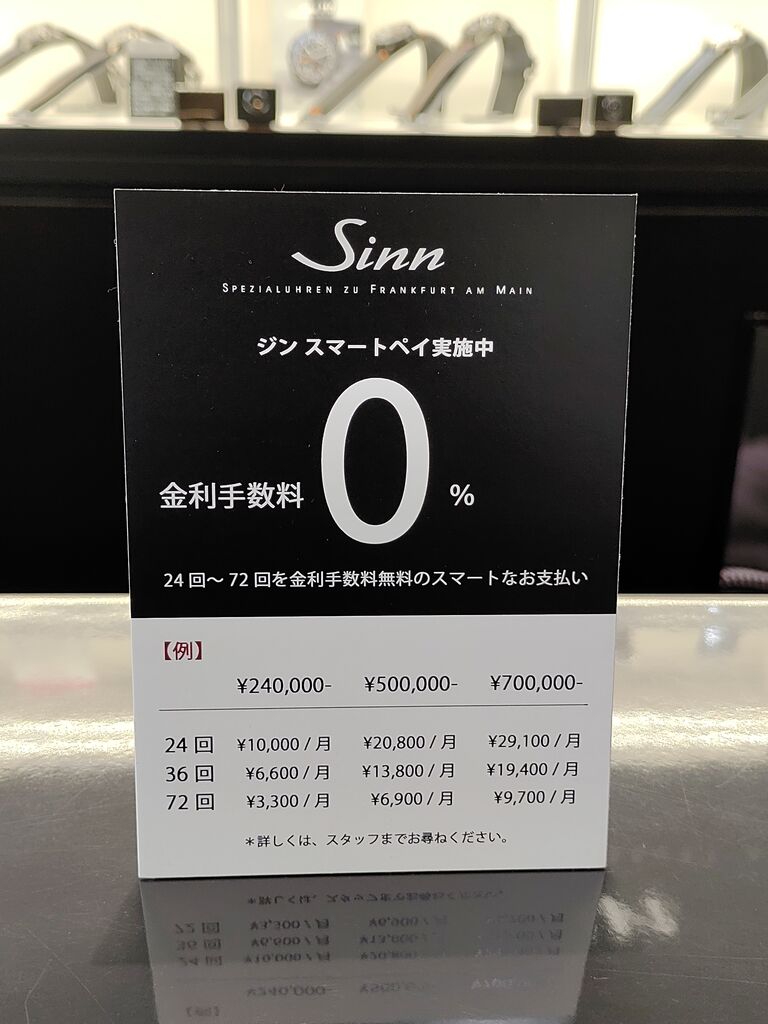 Sinn
SPEZIALUHREN ZU FRANKFURT AM MAIN
ジン スマートペイ実施中
金利手数料 0 %
24 回～ 72 回を金利手数料無料のスマートなお支払い
【例】
¥240,000- ¥500,000- ¥700,000-
24 回 ¥10,000 / 月 ¥20,800 / 月 ¥29,100 / 月
36 回 ¥6,600 / 月 ¥13,800 / 月 ¥19,400 / 月
72 回 ¥3,300 / 月 ¥6,900 / 月 ¥9,700 / 月
＊詳しくは、スタッフまでお尋ねください。